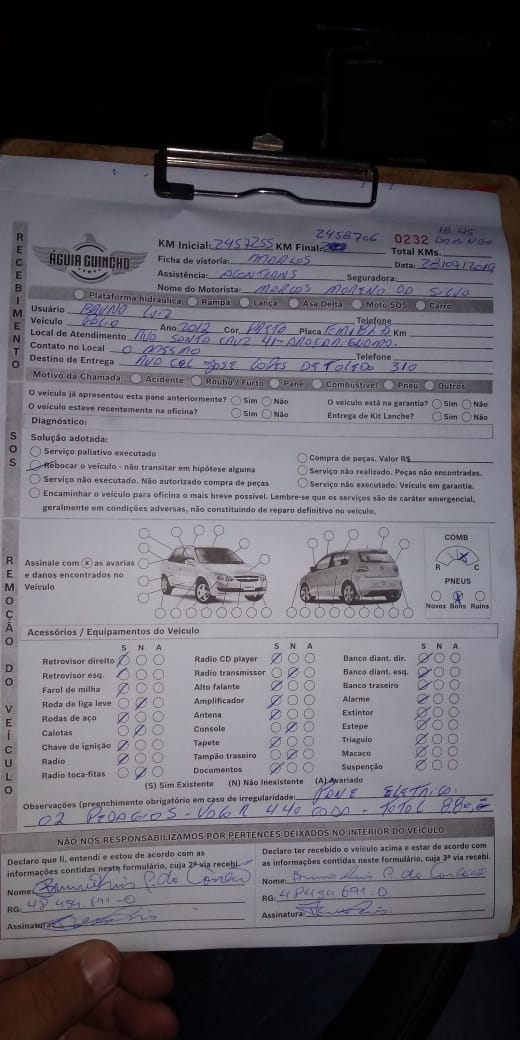 18:45
2458706 0232 DOMINGO
ÁGUIA GUINCHO
KM Inicial: 2457255 KM Final: Total KMs.
Ficha de vistoria: MARCOS Data: 28/07/2019
Assistência: Seguradora:
Nome do Motorista: MARCOS MORENO DA SILVA
RECEBIMENTO
Plataforma hidráulica Rampa Lança Asa Delta Moto SOS Carro
Usuário BRUNO LUIZ Telefone
Veículo Ano 2012 Cor PRATO Placa Km
Local de Atendimento AVD SANTA CRUZ 41-
Contato no Local O MESMO Telefone
Destino de Entrega AVD CEL JOSE LOPES DE TOLEDO 310
Motivo da Chamada: Acidente Roubo / Furto Pane Combustível Pneu Outros
SOS
O veículo já apresentou esta pane anteriormente? Sim Não O veículo está na garantia? Sim Não
O veículo esteve recentemente na oficina? Sim Não Entrega de Kit Lanche? Sim Não
Diagnóstico:
Solução adotada:
Serviço paliativo executado Compra de peças. Valor R$
Rebocar o veículo - não transitar em hipótese alguma Serviço não realizado. Peças não encontradas.
Serviço não executado. Não autorizado compra de peças Serviço não executado. Veículo em garantia.
Encaminhar o veículo para oficina o mais breve possível. Lembre-se que os serviços são de caráter emergencial,
geralmente em condições adversas, não constituindo de reparo definitivo no veículo.
REMOÇÃO DO VEÍCULO
Assinale com X as avarias
e danos encontrados no
Veículo
COMB
R C
PNEUS
Novos Bons Ruins
Acessórios / Equipamentos do Veículo
S N A S N A S N A
Retrovisor direito Radio CD player Banco diant. dir.
Retrovisor esq. Radio transmissor Banco diant. esq.
Farol de milha Alto falante Banco traseiro
Roda de liga leve Amplificador Alarme
Rodas de aço Antena Extintor
Calotas Console Estepe
Chave de ignição Tapete Triagulo
Radio Tampão traseiro Macaco
Radio toca-fitas Documentos Suspenção
(S) Sim Existente (N) Não Inexistente (A) Avariado
Observações (preenchimento obrigatório em caso de irregularidade: PANE ELETRICO.
02 PEDAGIOS - VALOR 4.40 CADA - TOTAL 8.80
NÃO NOS RESPONSABILIZAMOS POR PERTENCES DEIXADOS NO INTERIOR DO VEÍCULO
Declaro que li, entendi e estou de acordo com as
informações contidas neste formulário, cuja 2ª via recebi.
Nome: Bruno Luis P. da Conceição
RG: 48.494.691-0
Assinatura:
Declaro ter recebido o veículo acima e estar de acordo com
as informações contidas neste formulário, cuja 3ª via recebi.
Nome: Bruno Luis P. da Conceição
RG: 48494.691.0
Assinatura: